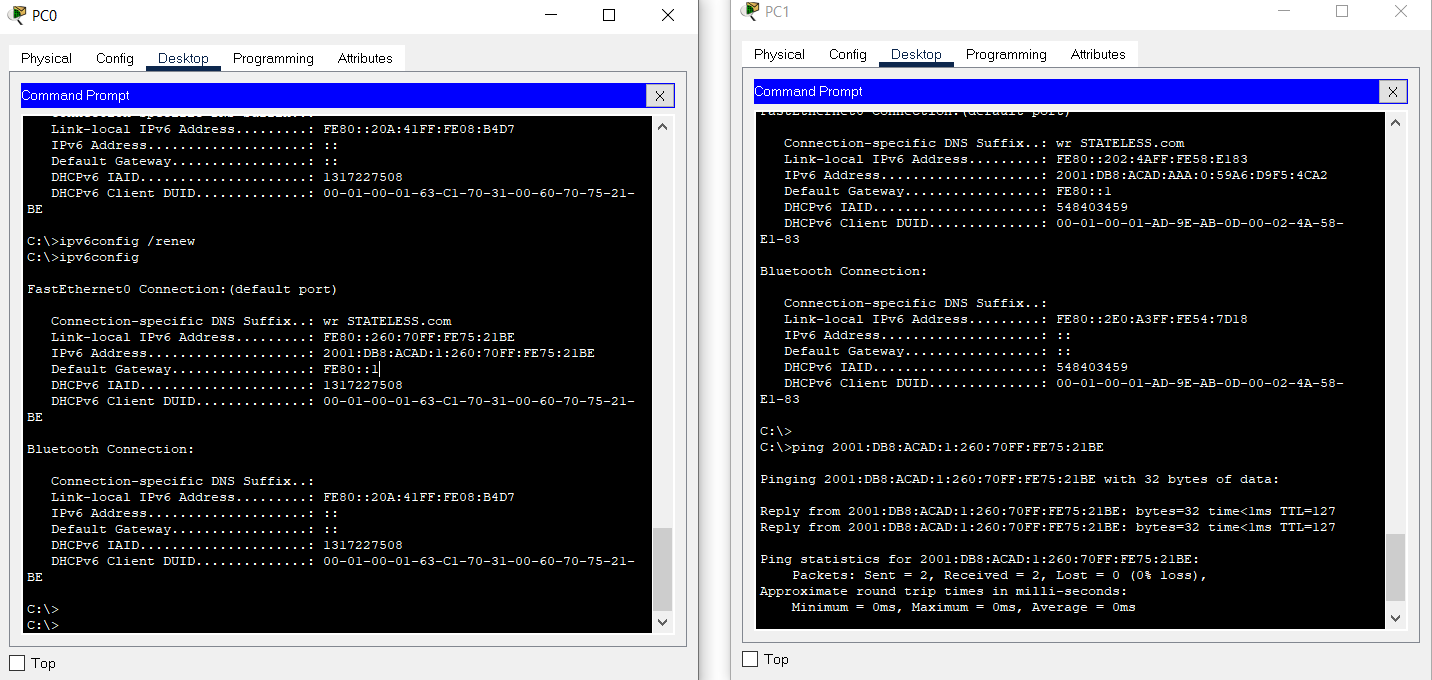 PC0
Physical Config Desktop Programming Attributes
Command Prompt X
Link-local IPv6 Address.........: FE80::20A:41FF:FE08:B4D7
IPv6 Address....................: ::
Default Gateway.................: ::
DHCPv6 IAID.....................: 1317227508
DHCPv6 Client DUID..............: 00-01-00-01-63-C1-70-31-00-60-70-75-21-
BE
C:\>ipv6config /renew
C:\>ipv6config
FastEthernet0 Connection:(default port)
Connection-specific DNS Suffix..: wr STATELESS.com
Link-local IPv6 Address.........: FE80::260:70FF:FE75:21BE
IPv6 Address....................: 2001:DB8:ACAD:1:260:70FF:FE75:21BE
Default Gateway.................: FE80::1
DHCPv6 IAID.....................: 1317227508
DHCPv6 Client DUID..............: 00-01-00-01-63-C1-70-31-00-60-70-75-21-
BE
Bluetooth Connection:
Connection-specific DNS Suffix..:
Link-local IPv6 Address.........: FE80::20A:41FF:FE08:B4D7
IPv6 Address....................: ::
Default Gateway.................: ::
DHCPv6 IAID.....................: 1317227508
DHCPv6 Client DUID..............: 00-01-00-01-63-C1-70-31-00-60-70-75-21-
BE
C:\>
C:\>
Top
PC1
Physical Config Desktop Programming Attributes
Command Prompt X
FastEthernet0 Connection:(default port)
Connection-specific DNS Suffix..: wr STATELESS.com
Link-local IPv6 Address.........: FE80::202:4AFF:FE58:E183
IPv6 Address....................: 2001:DB8:ACAD:AAA:0:59A6:D9F5:4CA2
Default Gateway.................: FE80::1
DHCPv6 IAID.....................: 548403459
DHCPv6 Client DUID..............: 00-01-00-01-AD-9E-AB-0D-00-02-4A-58-
E1-83
Bluetooth Connection:
Connection-specific DNS Suffix..:
Link-local IPv6 Address.........: FE80::2E0:A3FF:FE54:7D18
IPv6 Address....................: ::
Default Gateway.................: ::
DHCPv6 IAID.....................: 548403459
DHCPv6 Client DUID..............: 00-01-00-01-AD-9E-AB-0D-00-02-4A-58-
E1-83
C:\>
C:\>ping 2001:DB8:ACAD:1:260:70FF:FE75:21BE
Pinging 2001:DB8:ACAD:1:260:70FF:FE75:21BE with 32 bytes of data:
Reply from 2001:DB8:ACAD:1:260:70FF:FE75:21BE: bytes=32 time<1ms TTL=127
Reply from 2001:DB8:ACAD:1:260:70FF:FE75:21BE: bytes=32 time<1ms TTL=127
Ping statistics for 2001:DB8:ACAD:1:260:70FF:FE75:21BE:
Packets: Sent = 2, Received = 2, Lost = 0 (0% loss),
Approximate round trip times in milli-seconds:
Minimum = 0ms, Maximum = 0ms, Average = 0ms
Top